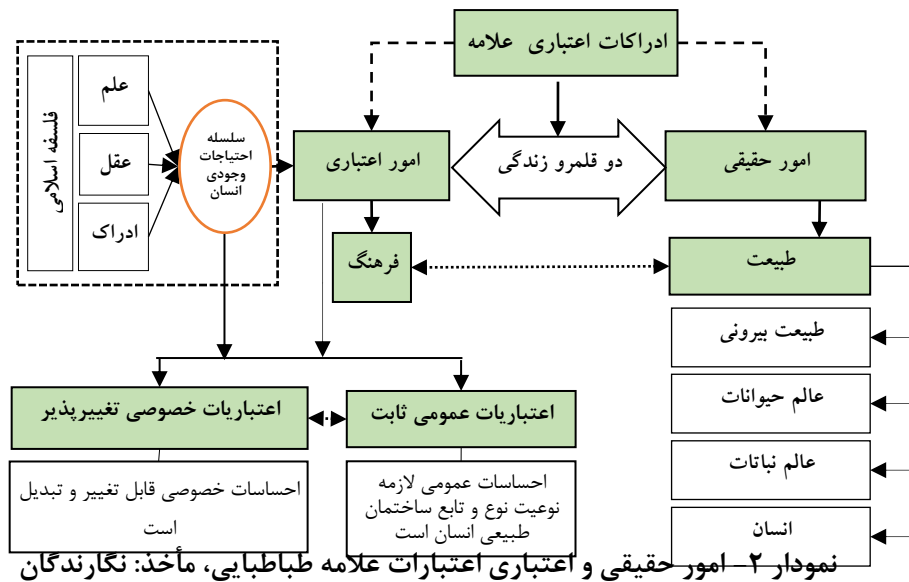 ادراکات اعتباری علامه
امور حقیقی
دو قلمرو زندگی
امور اعتباری
سلسله
احتیاجات
وجودی
انسان
علم
عقل
ادراک
فلسفه اسلامی
طبیعت
فرهنگ
طبیعت بیرونی
عالم حیوانات
عالم نباتات
انسان
اعتباریات عمومی ثابت
اعتباریات خصوصی تغییرپذیر
احساسات عمومی لازمه
نوعیت نوع و تابع ساختمان
طبیعی انسان است
احساسات خصوصی قابل تغییر و تبدیل
است
نمودار ۲- امور حقیقی و اعتباری اعتبارات علامه طباطبایی، مأخذ: نگارندگان